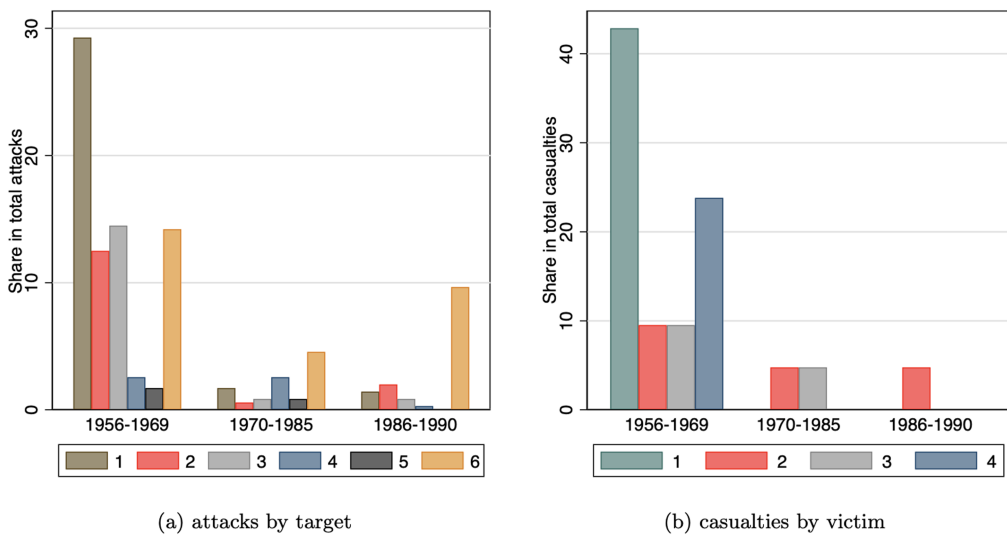 Share in total attacks
30
20
10
0
1956-1969 1970-1985 1986-1990
1 2 3 4 5 6
(a) attacks by target
Share in total casualties
40
30
20
10
0
1956-1969 1970-1985 1986-1990
1 2 3 4
(b) casualties by victim